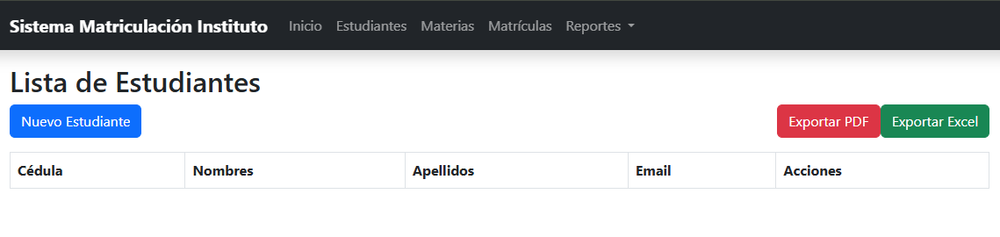 Sistema Matriculación Instituto Inicio Estudiantes Materias Matrículas Reportes
Lista de Estudiantes
Nuevo Estudiante Exportar PDF Exportar Excel
Cédula Nombres Apellidos Email Acciones